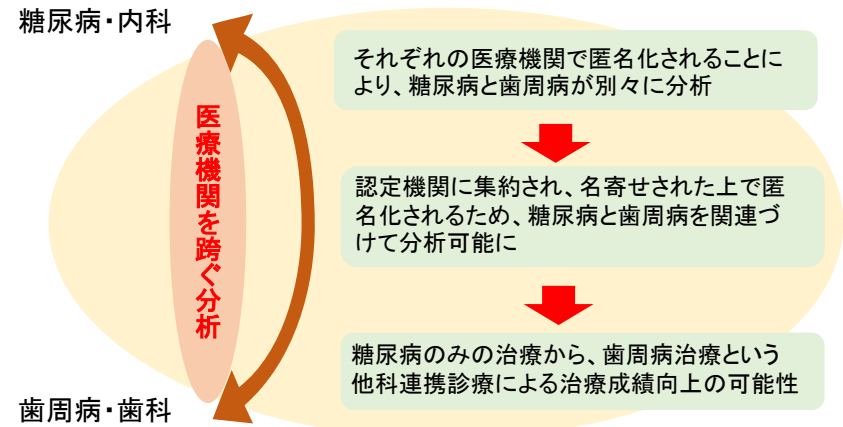 糖尿病・内科
医療機関を跨ぐ分析
歯周病・歯科
それぞれの医療機関で匿名化されることに
より、糖尿病と歯周病が別々に分析
認定機関に集約され、名寄せされた上で匿
名化されるため、糖尿病と歯周病を関連づ
けて分析可能に
糖尿病のみの治療から、歯周病治療という
他科連携診療による治療成績向上の可能性